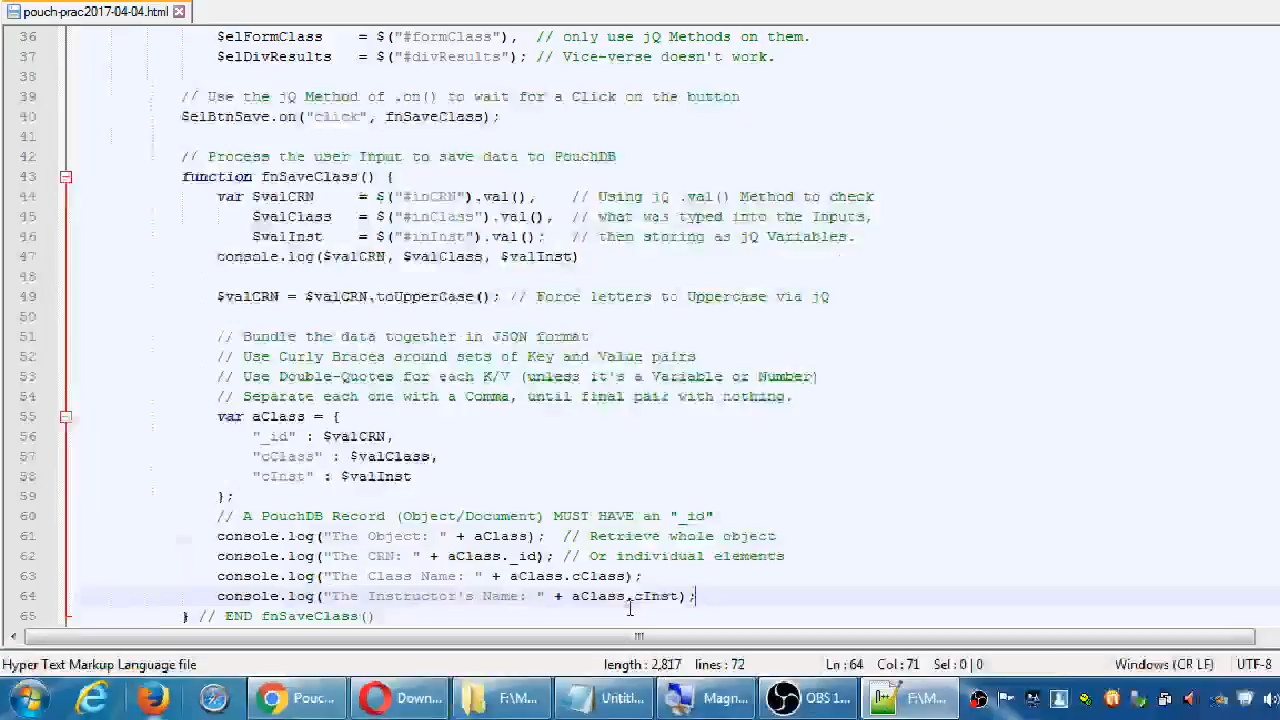 pouch-prac2017-04-04.html
36 $elFormClass = $("#formClass"), // only use jQ Methods on them.
37 $elDivResults = $("#divResults"); // Vice-verse doesn't work.
38
39 // Use the jQ Method of .on() to wait for a Click on the button
40 $elBtnSave.on("click", fnSaveClass);
41
42 // Process the user Input to save data to PouchDB
43 function fnSaveClass() {
44 var $valCRN = $("#inCRN").val(), // Using jQ .val() Method to check
45 $valClass = $("#inClass").val(), // what was typed into the Inputs,
46 $valInst = $("#inInst").val(); // then storing as jQ Variables.
47 console.log($valCRN, $valClass, $valInst)
48
49 $valCRN = $valCRN.toUpperCase(); // Force letters to Uppercase via jQ
50
51 // Bundle the data together in JSON format
52 // Use Curly Braces around sets of Key and Value pairs
53 // Use Double-Quotes for each K/V (unless it's a Variable or Number)
54 // Separate each one with a Comma, until final pair with nothing.
55 var aClass = {
56 "_id" : $valCRN,
57 "cClass" : $valClass,
58 "cInst" : $valInst
59 };
60 // A PouchDB Record (Object/Document) MUST HAVE an "_id"
61 console.log("The Object: " + aClass); // Retrieve whole object
62 console.log("The CRN: " + aClass._id); // Or individual elements
63 console.log("The Class Name: " + aClass.cClass);
64 console.log("The Instructor's Name: " + aClass.cInst);
65 } // END fnSaveClass()
Hyper Text Markup Language file length : 2,817 lines : 72 Ln : 64 Col : 71 Sel : 0 | 0 Windows (CR LF) UTF-8
Pouc... Down... F:\M... Untitl... Magn... OBS 1... F:\M...